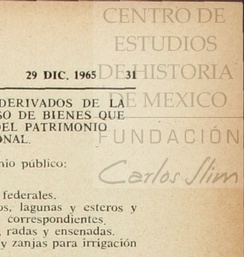 CENTRO DE
ESTUDIOS
DE HISTORIA
DE MEXICO
FUNDACIÓN
Carlos Slim
29 DIC. 1965 31
DERIVADOS DE LA
SO DE BIENES QUE
DEL PATRIMONIO
ONAL.
nio público:
federales.
os, lagunas y esteros y
correspondientes.
, radas y ensenadas.
y zanjas para irrigación